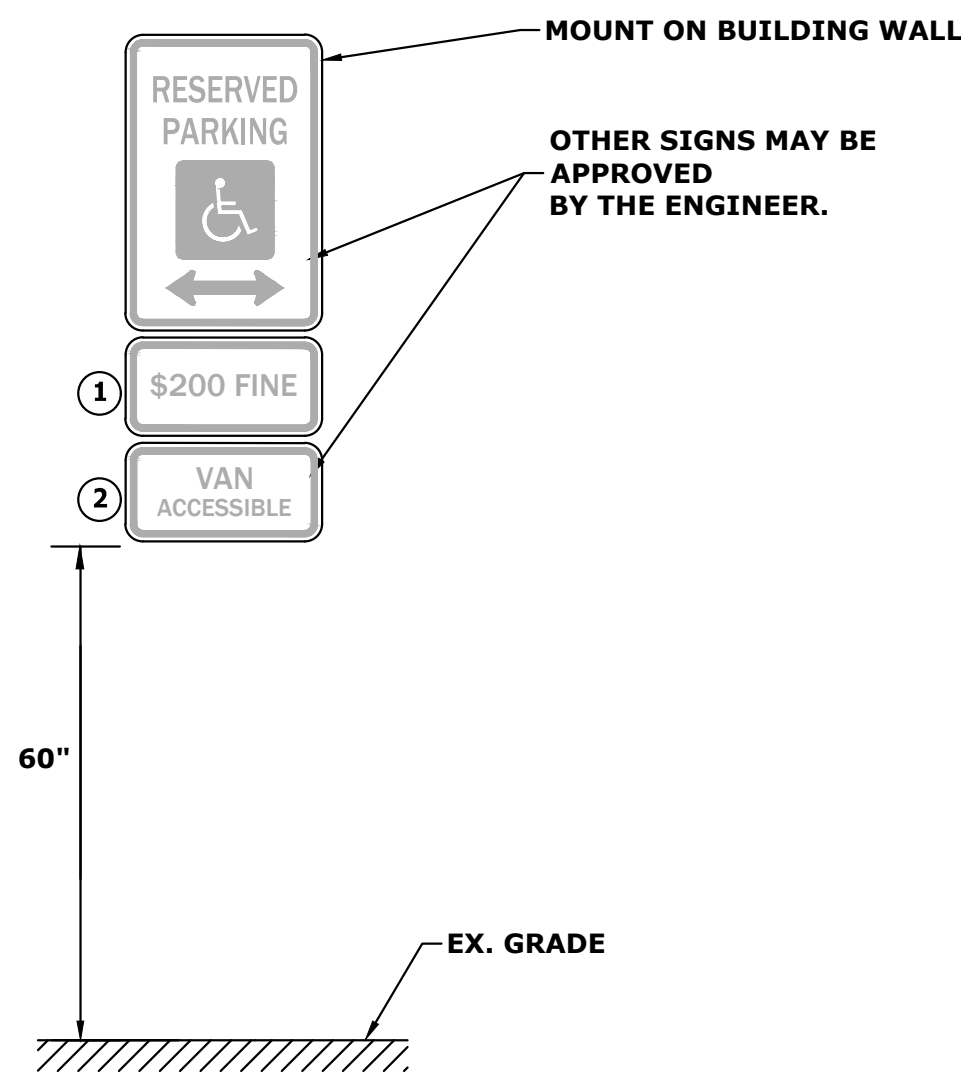 MOUNT ON BUILDING WALL
RESERVED
PARKING
OTHER SIGNS MAY BE
APPROVED
BY THE ENGINEER.
1
$200 FINE
2
VAN
ACCESSIBLE
60"
EX. GRADE